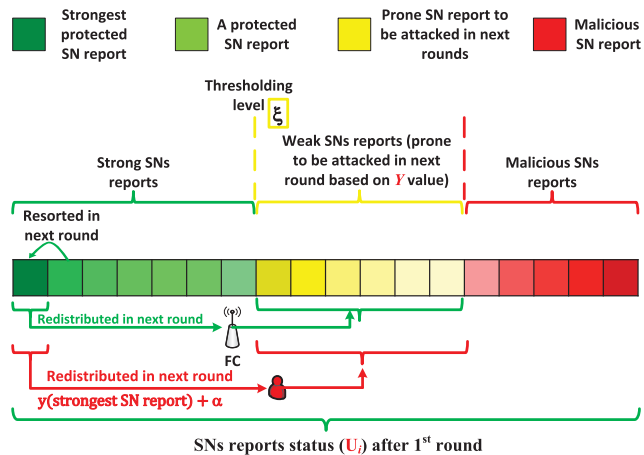 Strongest
protected
SN report
A protected
SN report
Prone SN report to
be attacked in next
rounds
Malicious
SN report
Thresholding
level ξ
Strong SNs
reports
Weak SNs reports (prone
to be attacked in next
round based on Y value)
Malicious SNs
reports
Resorted in
next round
Redistributed in next round
FC
Redistributed in next round
y(strongest SN report) + α
SNs reports status (Ui) after 1st round